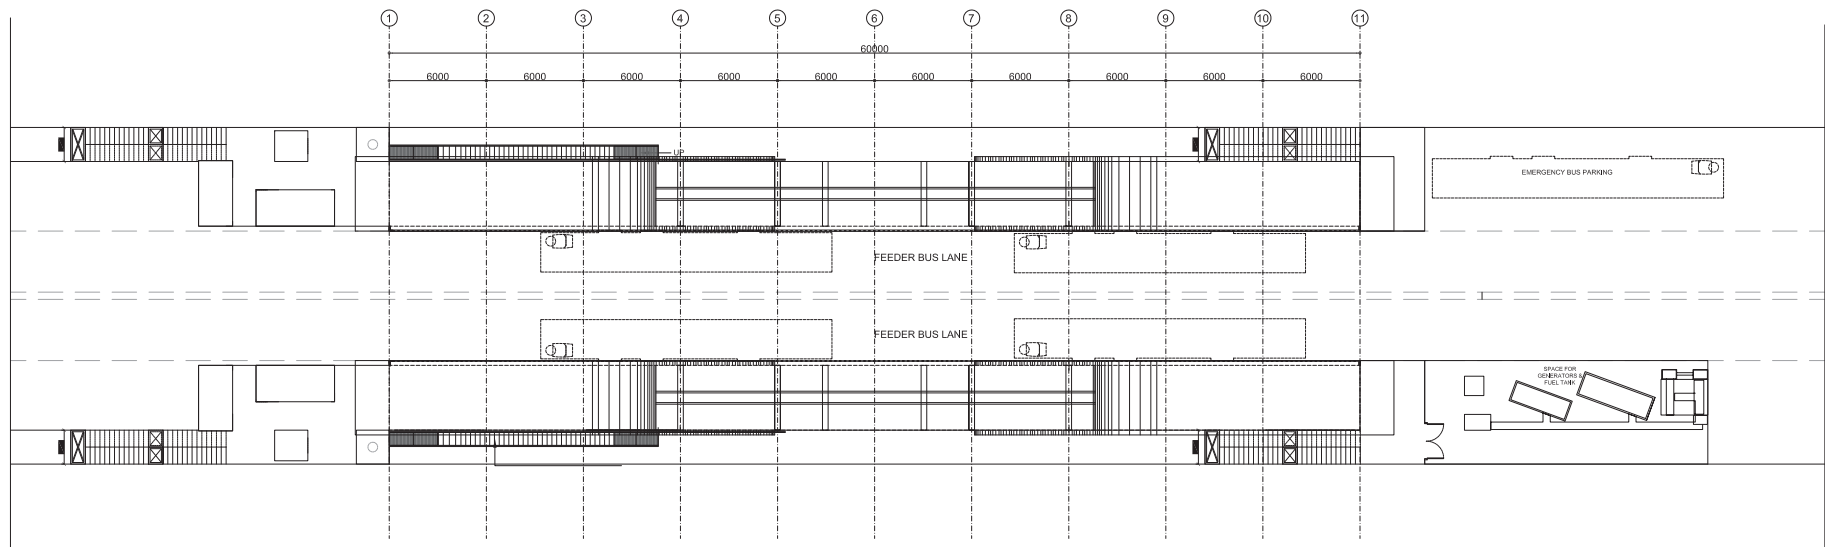 1 2 3 4 5 6 7 8 9 10 11
60000
6000 6000 6000 6000 6000 6000 6000 6000 6000 6000
UP
EMERGENCY BUS PARKING
FEEDER BUS LANE
FEEDER BUS LANE
SPACE FOR
GENERATORS &
FUEL TANK